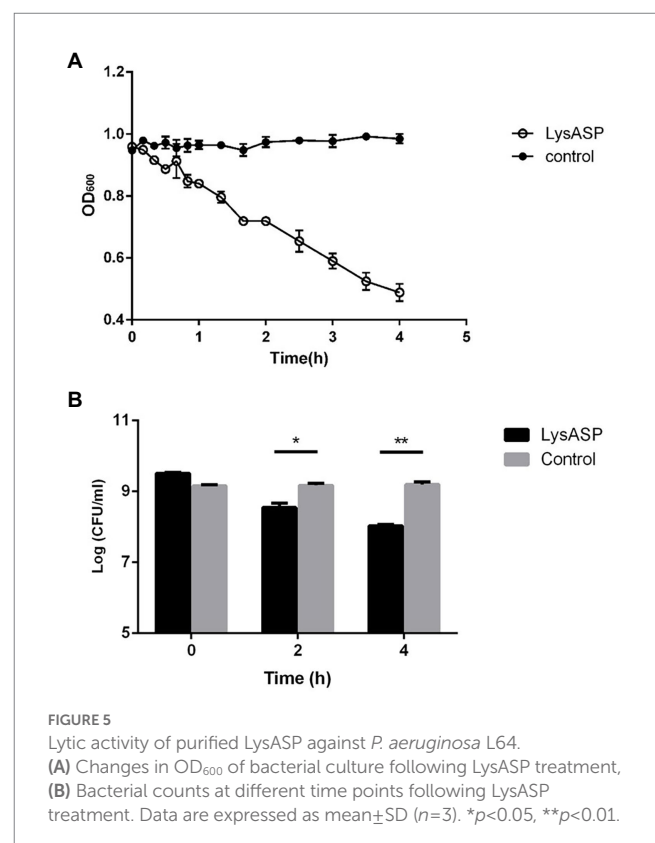 A
1.2
1.0
0.8
0.6
0.4
OD600
0 1 2 3 4 5
Time(h)
LysASP
control
B
11
9
7
5
Log (CFU/ml)
* **
0 2 4
Time (h)
LysASP
Control
FIGURE 5
Lytic activity of purified LysASP against P. aeruginosa L64.
(A) Changes in OD600 of bacterial culture following LysASP treatment,
(B) Bacterial counts at different time points following LysASP
treatment. Data are expressed as mean±SD (n=3). *p<0.05, **p<0.01.